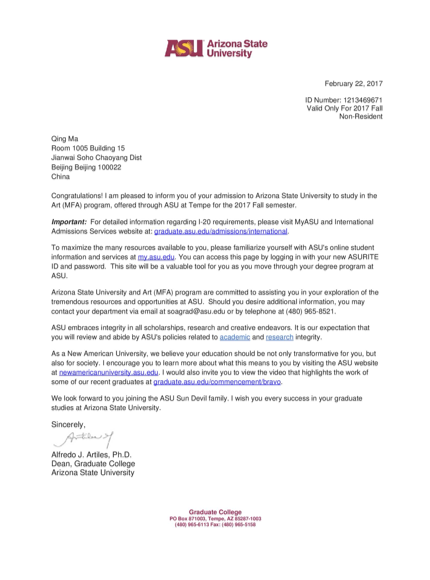 ASU Arizona State
University
February 22, 2017
ID Number: 1213469671
Valid Only For 2017 Fall
Non-Resident
Qing Ma
Room 1005 Building 15
Jianwai Soho Chaoyang Dist
Beijing Beijing 100022
China
Congratulations! I am pleased to inform you of your admission to Arizona State University to study in the
Art (MFA) program, offered through ASU at Tempe for the 2017 Fall semester.
Important: For detailed information regarding I-20 requirements, please visit MyASU and International
Admissions Services website at: graduate.asu.edu/admissions/international.
To maximize the many resources available to you, please familiarize yourself with ASU's online student
information and services at my.asu.edu. You can access this page by logging in with your new ASURITE
ID and password. This site will be a valuable tool for you as you move through your degree program at
ASU.
Arizona State University and Art (MFA) program are committed to assisting you in your exploration of the
tremendous resources and opportunities at ASU. Should you desire additional information, you may
contact your department via email at soagrad@asu.edu or by telephone at (480) 965-8521.
ASU embraces integrity in all scholarships, research and creative endeavors. It is our expectation that
you will review and abide by ASU's policies related to academic and research integrity.
As a New American University, we believe your education should be not only transformative for you, but
also for society. I encourage you to learn more about what this means to you by visiting the ASU website
at newamericanuniversity.asu.edu. I would also invite you to view the video that highlights the work of
some of our recent graduates at graduate.asu.edu/commencement/bravo.
We look forward to you joining the ASU Sun Devil family. I wish you every success in your graduate
studies at Arizona State University.
Sincerely,
Alfredo J. Artiles, Ph.D.
Dean, Graduate College
Arizona State University
Graduate College
PO Box 871003, Tempe, AZ 85287-1003
(480) 965-6113 Fax: (480) 965-5158